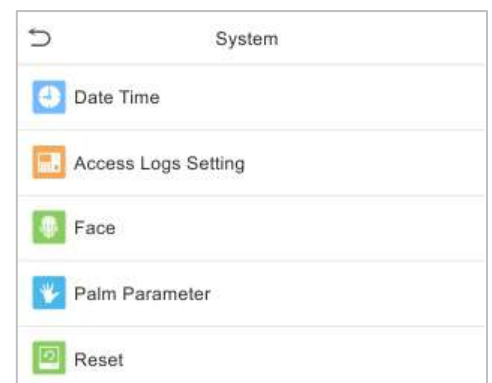 System
Date Time
Access Logs Setting
Face
Palm Parameter
Reset